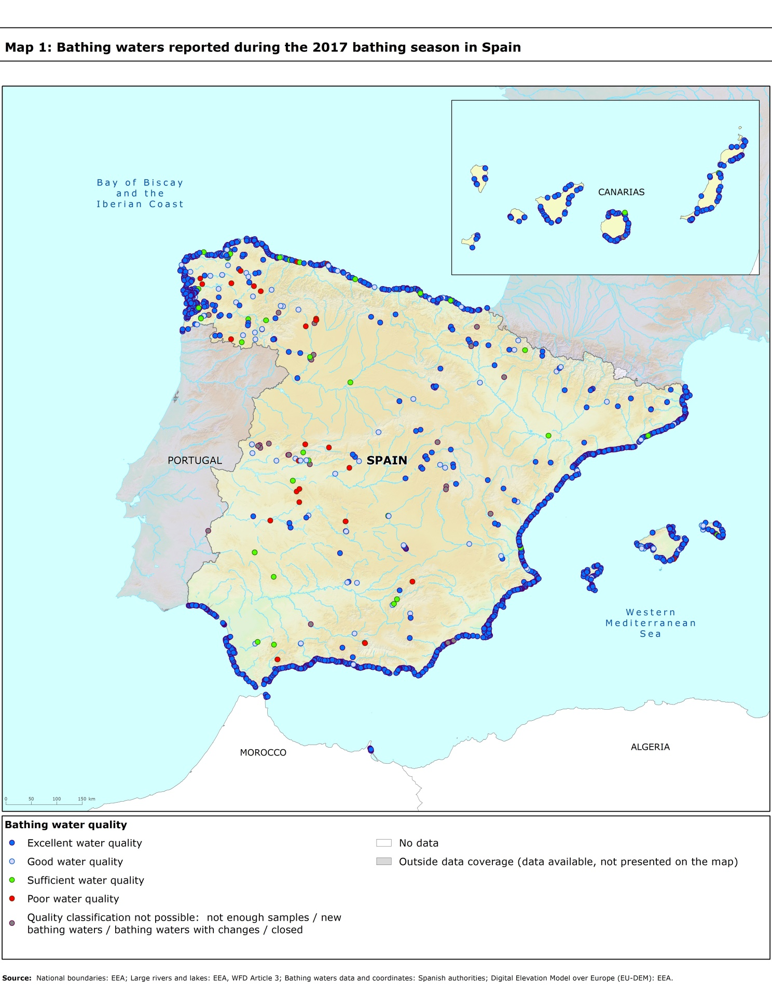 Map 1: Bathing waters reported during the 2017 bathing season in Spain
Bay of Biscay
and the
Iberian Coast
CANARIAS
PORTUGAL
SPAIN
Western
Mediterranean
Sea
MOROCCO
ALGERIA
0 50 100 150 km
Bathing water quality
Excellent water quality
Good water quality
Sufficient water quality
Poor water quality
Quality classification not possible: not enough samples / new
bathing waters / bathing waters with changes / closed
No data
Outside data coverage (data available, not presented on the map)
Source: National boundaries: EEA; Large rivers and lakes: EEA, WFD Article 3; Bathing waters data and coordinates: Spanish authorities; Digital Elevation Model over Europe (EU-DEM): EEA.